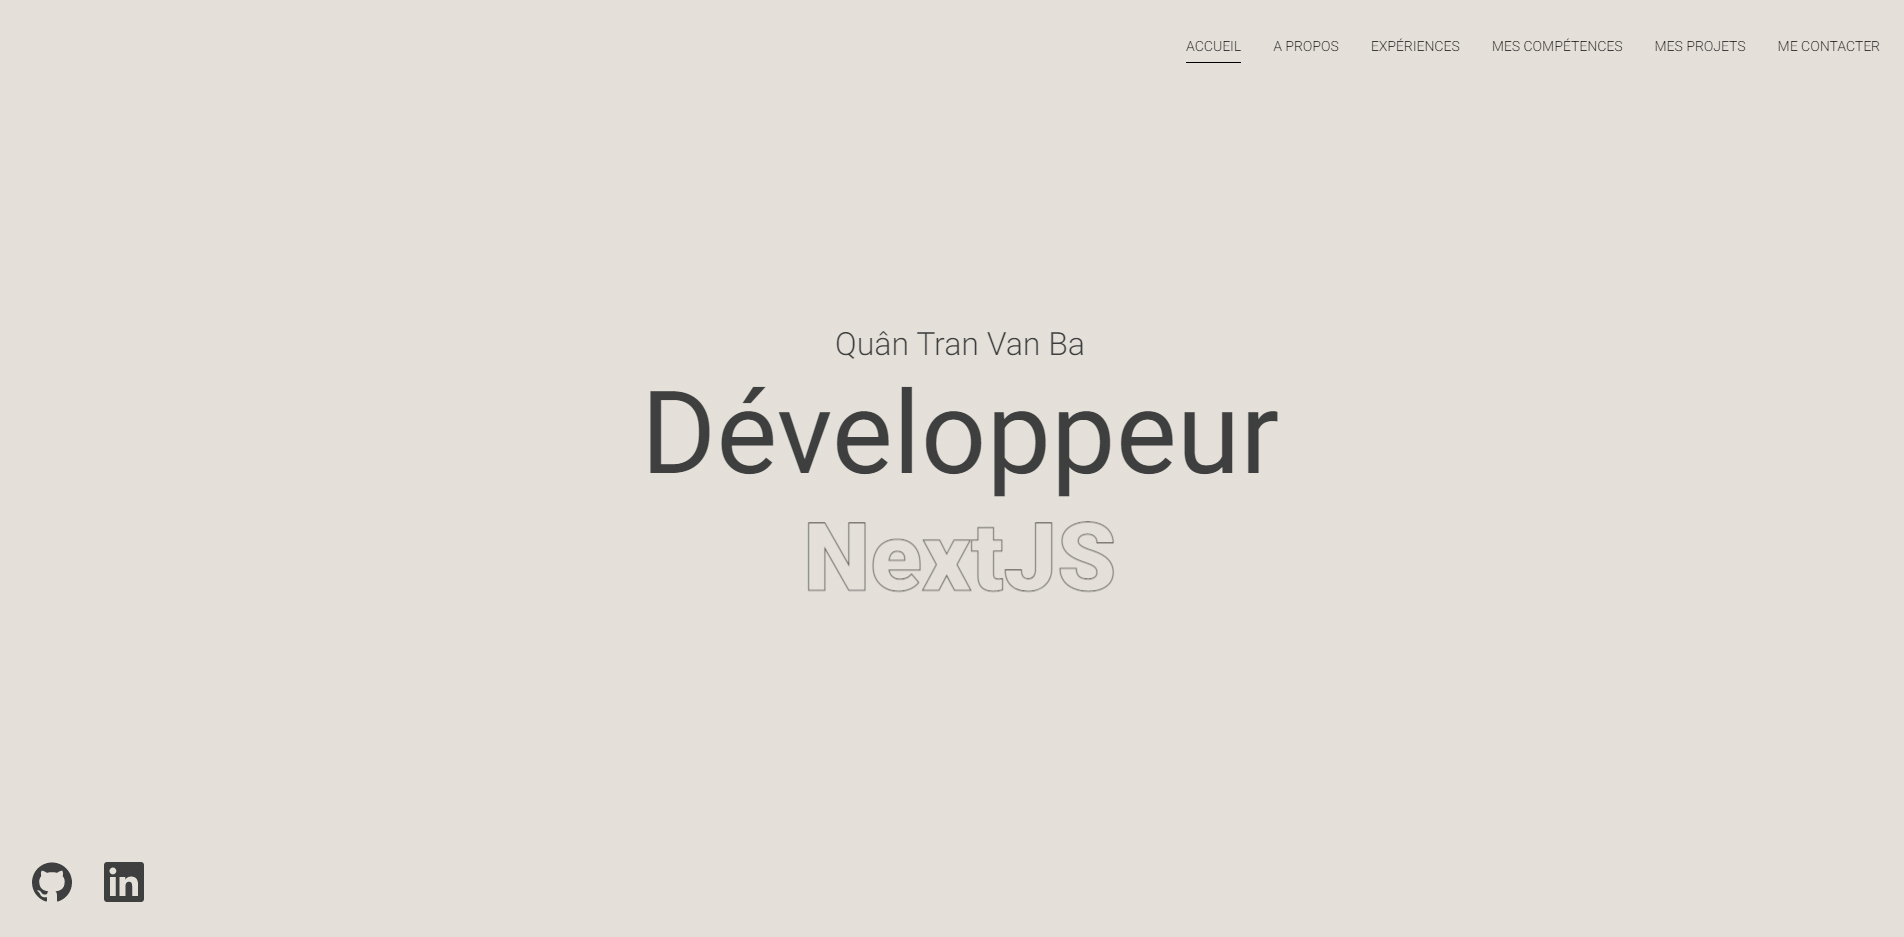 ACCUEIL A PROPOS EXPÉRIENCES MES COMPÉTENCES MES PROJETS ME CONTACTER
Quân Tran Van Ba
Développeur
NextJS
in